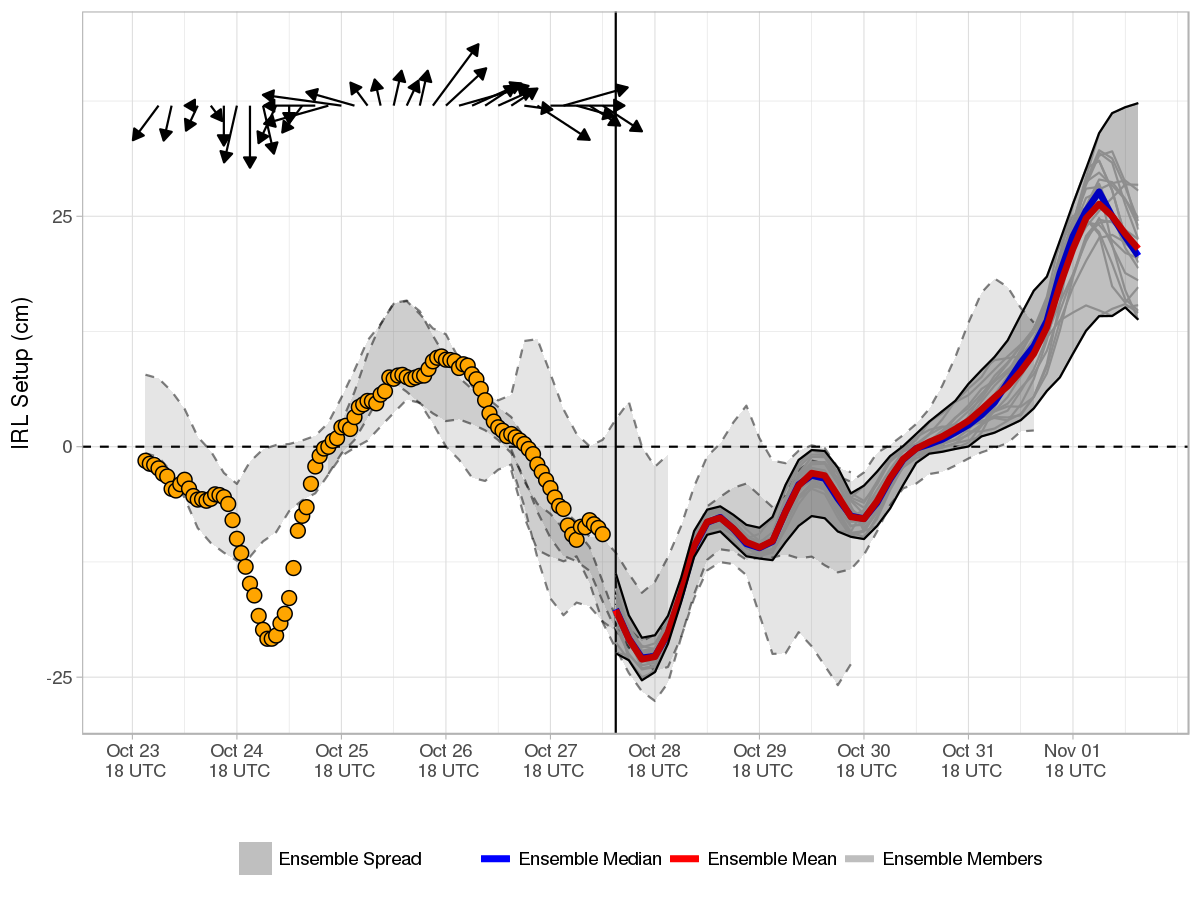 IRL Setup (cm)
25
0
-25
Oct 23 Oct 24 Oct 25 Oct 26 Oct 27 Oct 28 Oct 29 Oct 30 Oct 31 Nov 01
18 UTC 18 UTC 18 UTC 18 UTC 18 UTC 18 UTC 18 UTC 18 UTC 18 UTC 18 UTC
Ensemble Spread Ensemble Median Ensemble Mean Ensemble Members